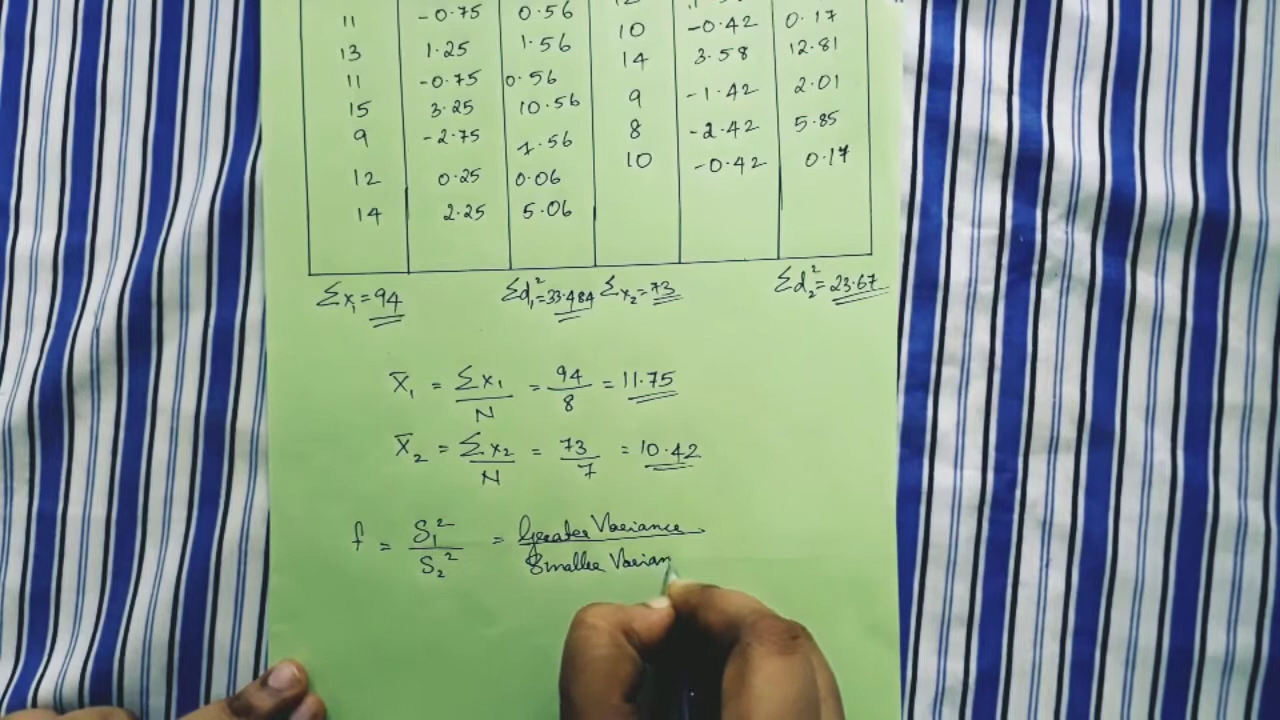 11 -0.75 0.56 10 -0.42 0.17
13 1.25 1.56 14 3.58 12.81
11 -0.75 0.56 9 -1.42 2.01
15 3.25 10.56 8 -2.42 5.85
9 -2.75 7.56 10 -0.42 0.17
12 0.25 0.06
14 2.25 5.06
Σx₁=94 Σd₁²=33.484 Σx₂=73 Σd₂²=23.67
X̄₁ = Σx₁/N = 94/8 = 11.75
X̄₂ = Σx₂/N = 73/7 = 10.42
f = S₁²/S₂² = Greater Variance/Smaller Varian